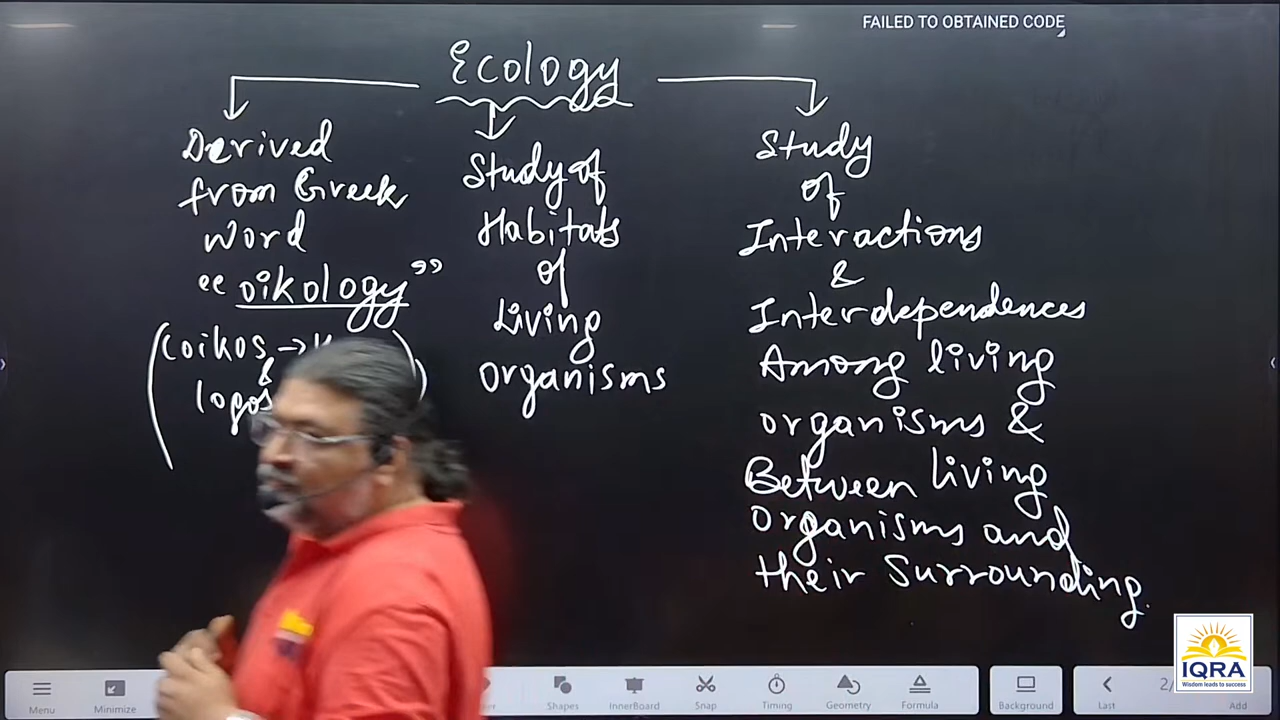 FAILED TO OBTAINED CODE
Ecology
Derived
from Greek
Word
"oikology"
(oikos →
&
logos
Study of
Habitats
of
Living
organisms
Study
of
Interactions
&
Interdependences
Among living
organisms &
Between living
organisms and
their Surrounding.
IQRA
Wisdom leads to success
Menu
Minimize
Shapes
InnerBoard
Snap
Timing
Geometry
Formula
Background
Last
2/
Add